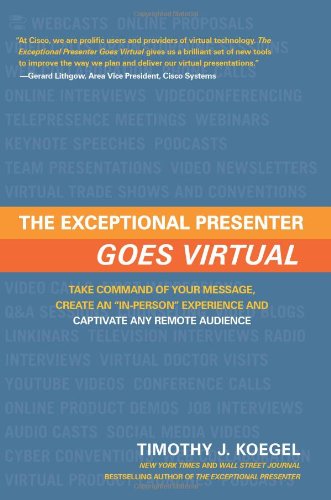 WEBCASTS ONLINE PROPOSALS
"At Cisco, we are prolific users and providers of virtual technology. The
Exceptional Presenter Goes Virtual gives us a brilliant set of new tools
to improve the way we plan and deliver our virtual presentations."
—Gerard Lithgow, Area Vice President, Cisco Systems
ONLINE INTERVIEWS VIDEOCONFERENCING
TELEPRESENCE MEETINGS WEBINARS
KEYNOTE SPEECHES PODCASTS
TEAM PRESENTATIONS VIDEO NEWSLETTERS
VIRTUAL TRADE SHOWS AND CONVENTIONS
THE EXCEPTIONAL PRESENTER
GOES VIRTUAL
TAKE COMMAND OF YOUR MESSAGE,
CREATE AN "IN-PERSON" EXPERIENCE AND
CAPTIVATE ANY REMOTE AUDIENCE
LINKINARS TELEVISION INTERVIEWS RADIO
INTERVIEWS VIRTUAL DOCTOR VISITS
YOUTUBE VIDEOS CONFERENCE CALLS
ONLINE PRODUCT DEMOS JOB INTERVIEWS
AUDIO CASTS SOCIAL MEDIA VIDEOS
TIMOTHY J. KOEGEL
NEW YORK TIMES AND WALL STREET JOURNAL
BESTSELLING AUTHOR OF THE EXCEPTIONAL PRESENTER